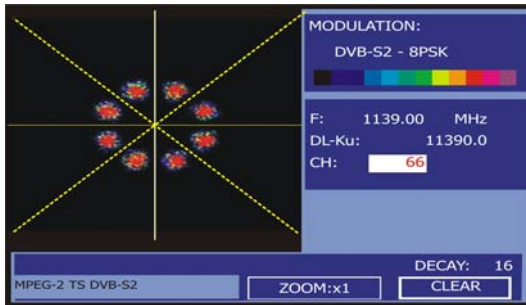 MODULATION:
DVB-S2 - 8PSK
F: 1139.00 MHz
DL-Ku: 11390.0
CH: 66
DECAY: 16
MPEG-2 TS DVB-S2
ZOOM:x1
CLEAR